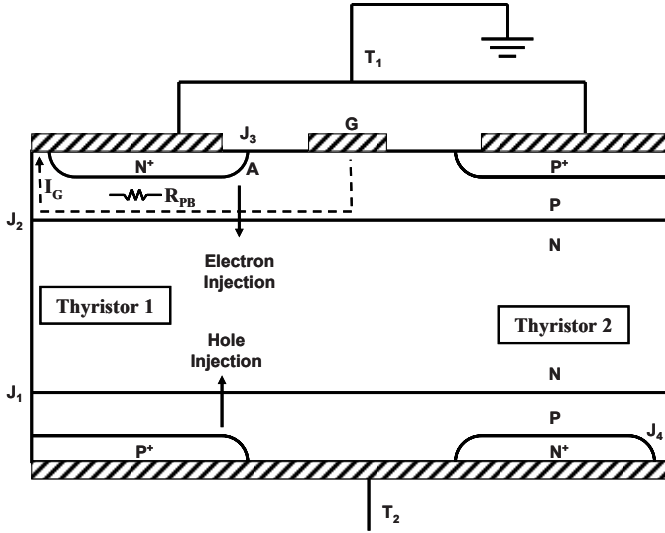 T1
J3
G
N+
A
P+
IG
RPB
P
J2
N
Electron
Injection
Thyristor 1
Thyristor 2
Hole
Injection
N
J1
P
J4
P+
N+
T2